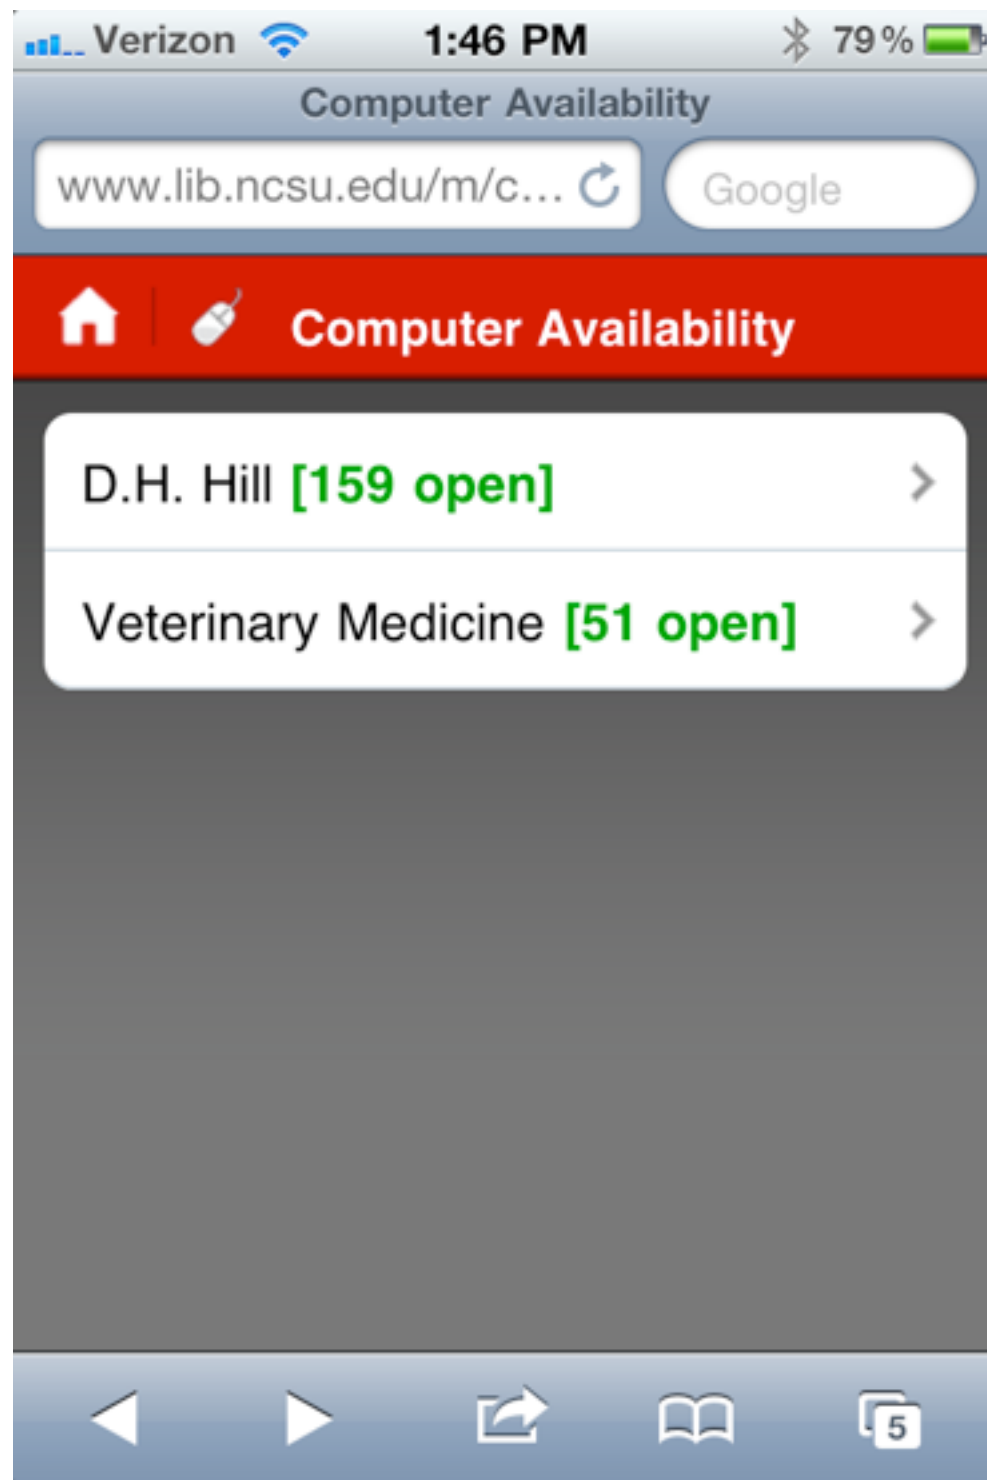 Verizon 1:46 PM 79%
Computer Availability
www.lib.ncsu.edu/m/c... Google
Computer Availability
D.H. Hill [159 open]
Veterinary Medicine [51 open]
5